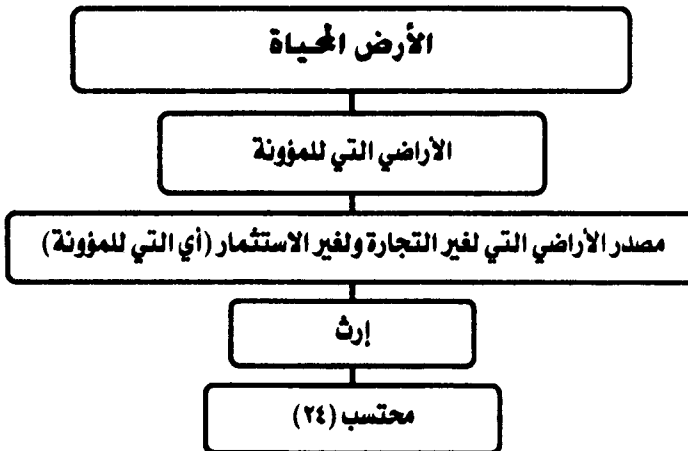 الأرض المحياة
الأراضي التي للمؤونة
مصدر الأراضي التي لغير التجارة ولغير الاستثمار (أي التي للمؤونة)
إرث
محتسب (٢٤)